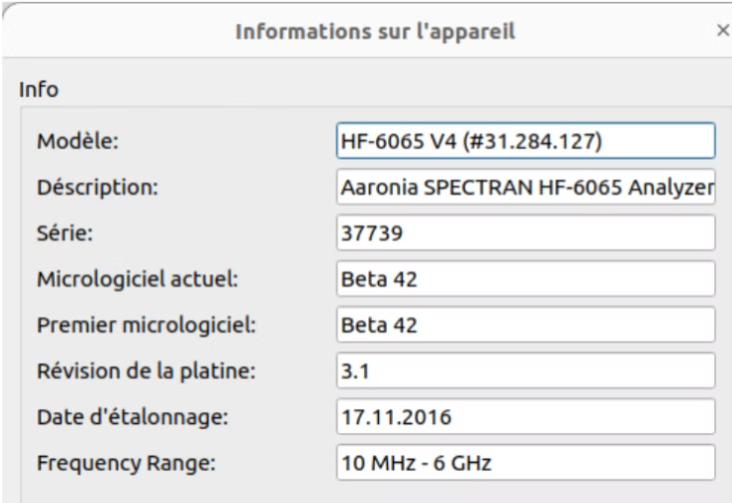 Informations sur l'appareil ×
Info
Modèle: HF-6065 V4 (#31.284.127)
Déscription: Aaronia SPECTRAN HF-6065 Analyzer
Série: 37739
Micrologiciel actuel: Beta 42
Premier micrologiciel: Beta 42
Révision de la platine: 3.1
Date d'étalonnage: 17.11.2016
Frequency Range: 10 MHz - 6 GHz